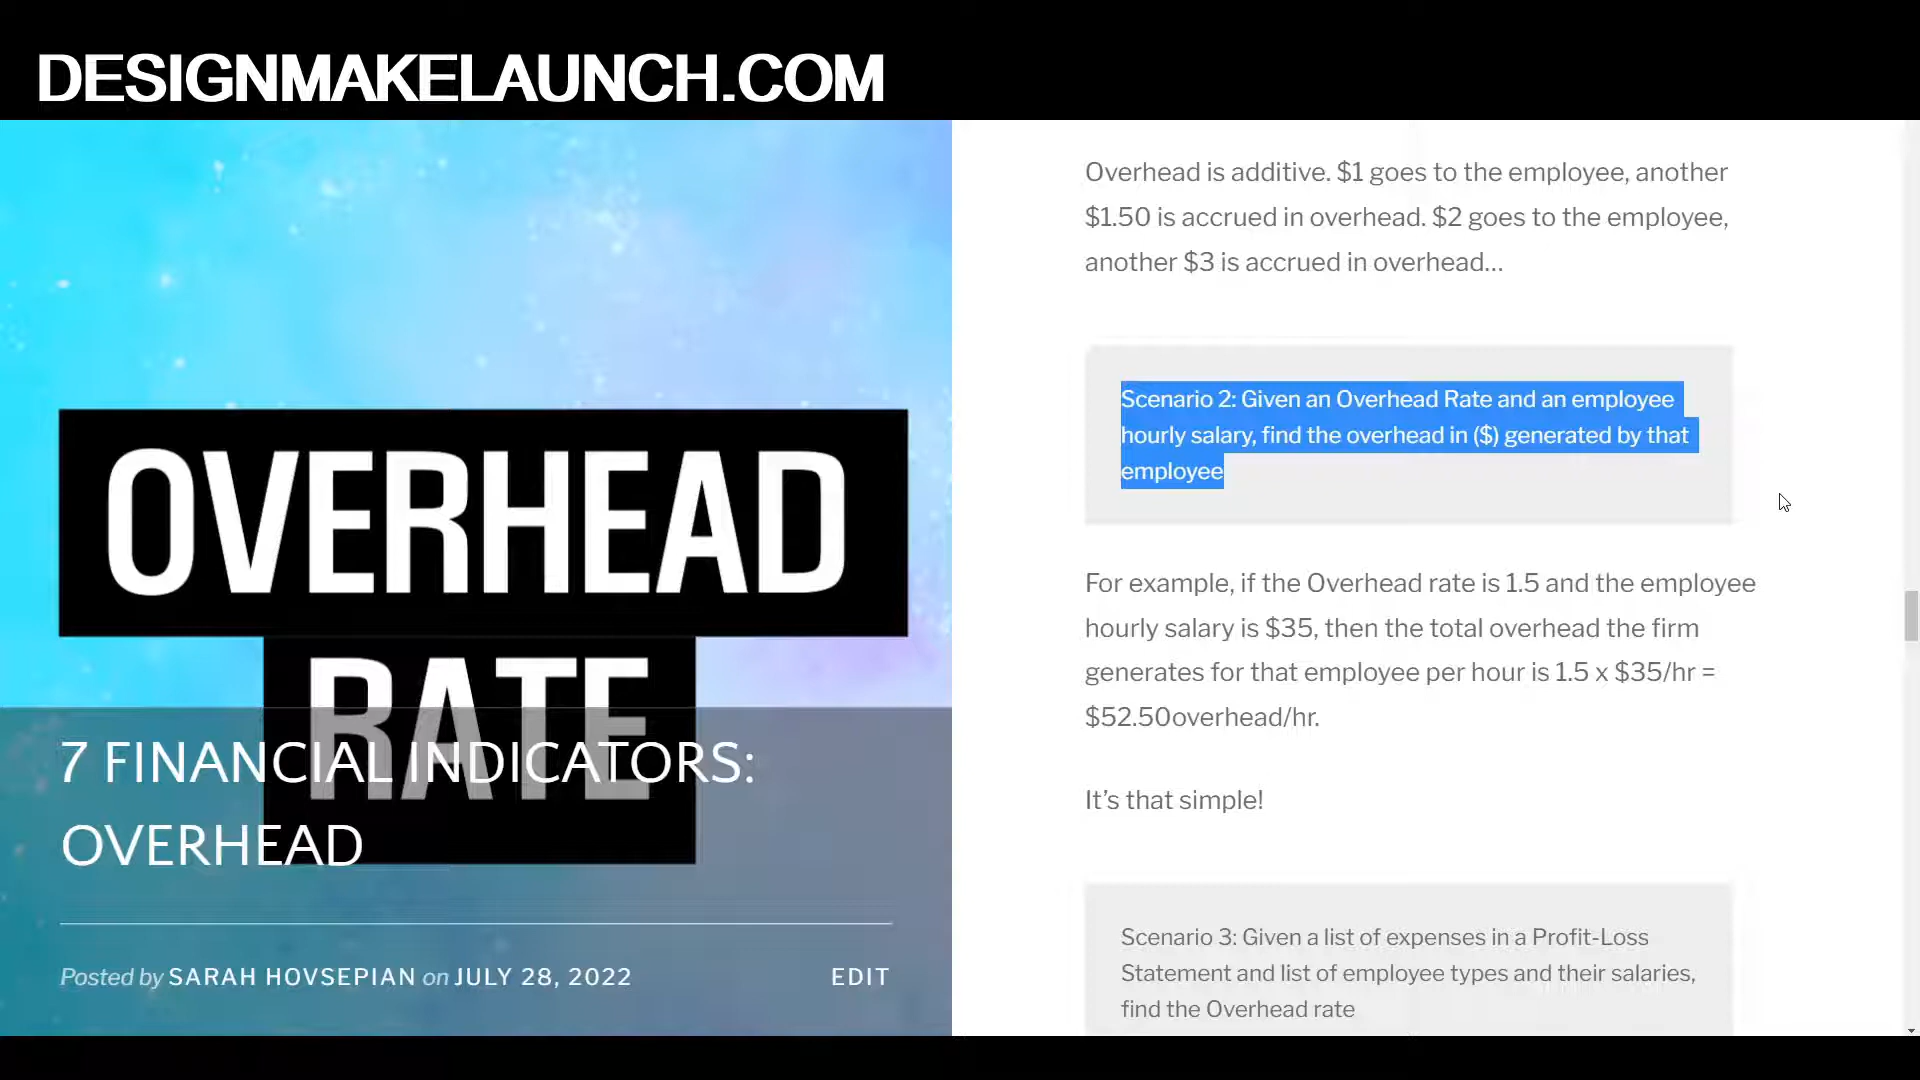 DESIGNMAKELAUNCH.COM
OVERHEAD
RATE
7 FINANCIAL INDICATORS:
OVERHEAD
Posted by SARAH HOVSEPIAN on JULY 28, 2022
EDIT
Overhead is additive. $1 goes to the employee, another
$1.50 is accrued in overhead. $2 goes to the employee,
another $3 is accrued in overhead…
Scenario 2: Given an Overhead Rate and an employee
hourly salary, find the overhead in ($) generated by that
employee
For example, if the Overhead rate is 1.5 and the employee
hourly salary is $35, then the total overhead the firm
generates for that employee per hour is 1.5 x $35/hr =
$52.50overhead/hr.
It’s that simple!
Scenario 3: Given a list of expenses in a Profit-Loss
Statement and list of employee types and their salaries,
find the Overhead rate